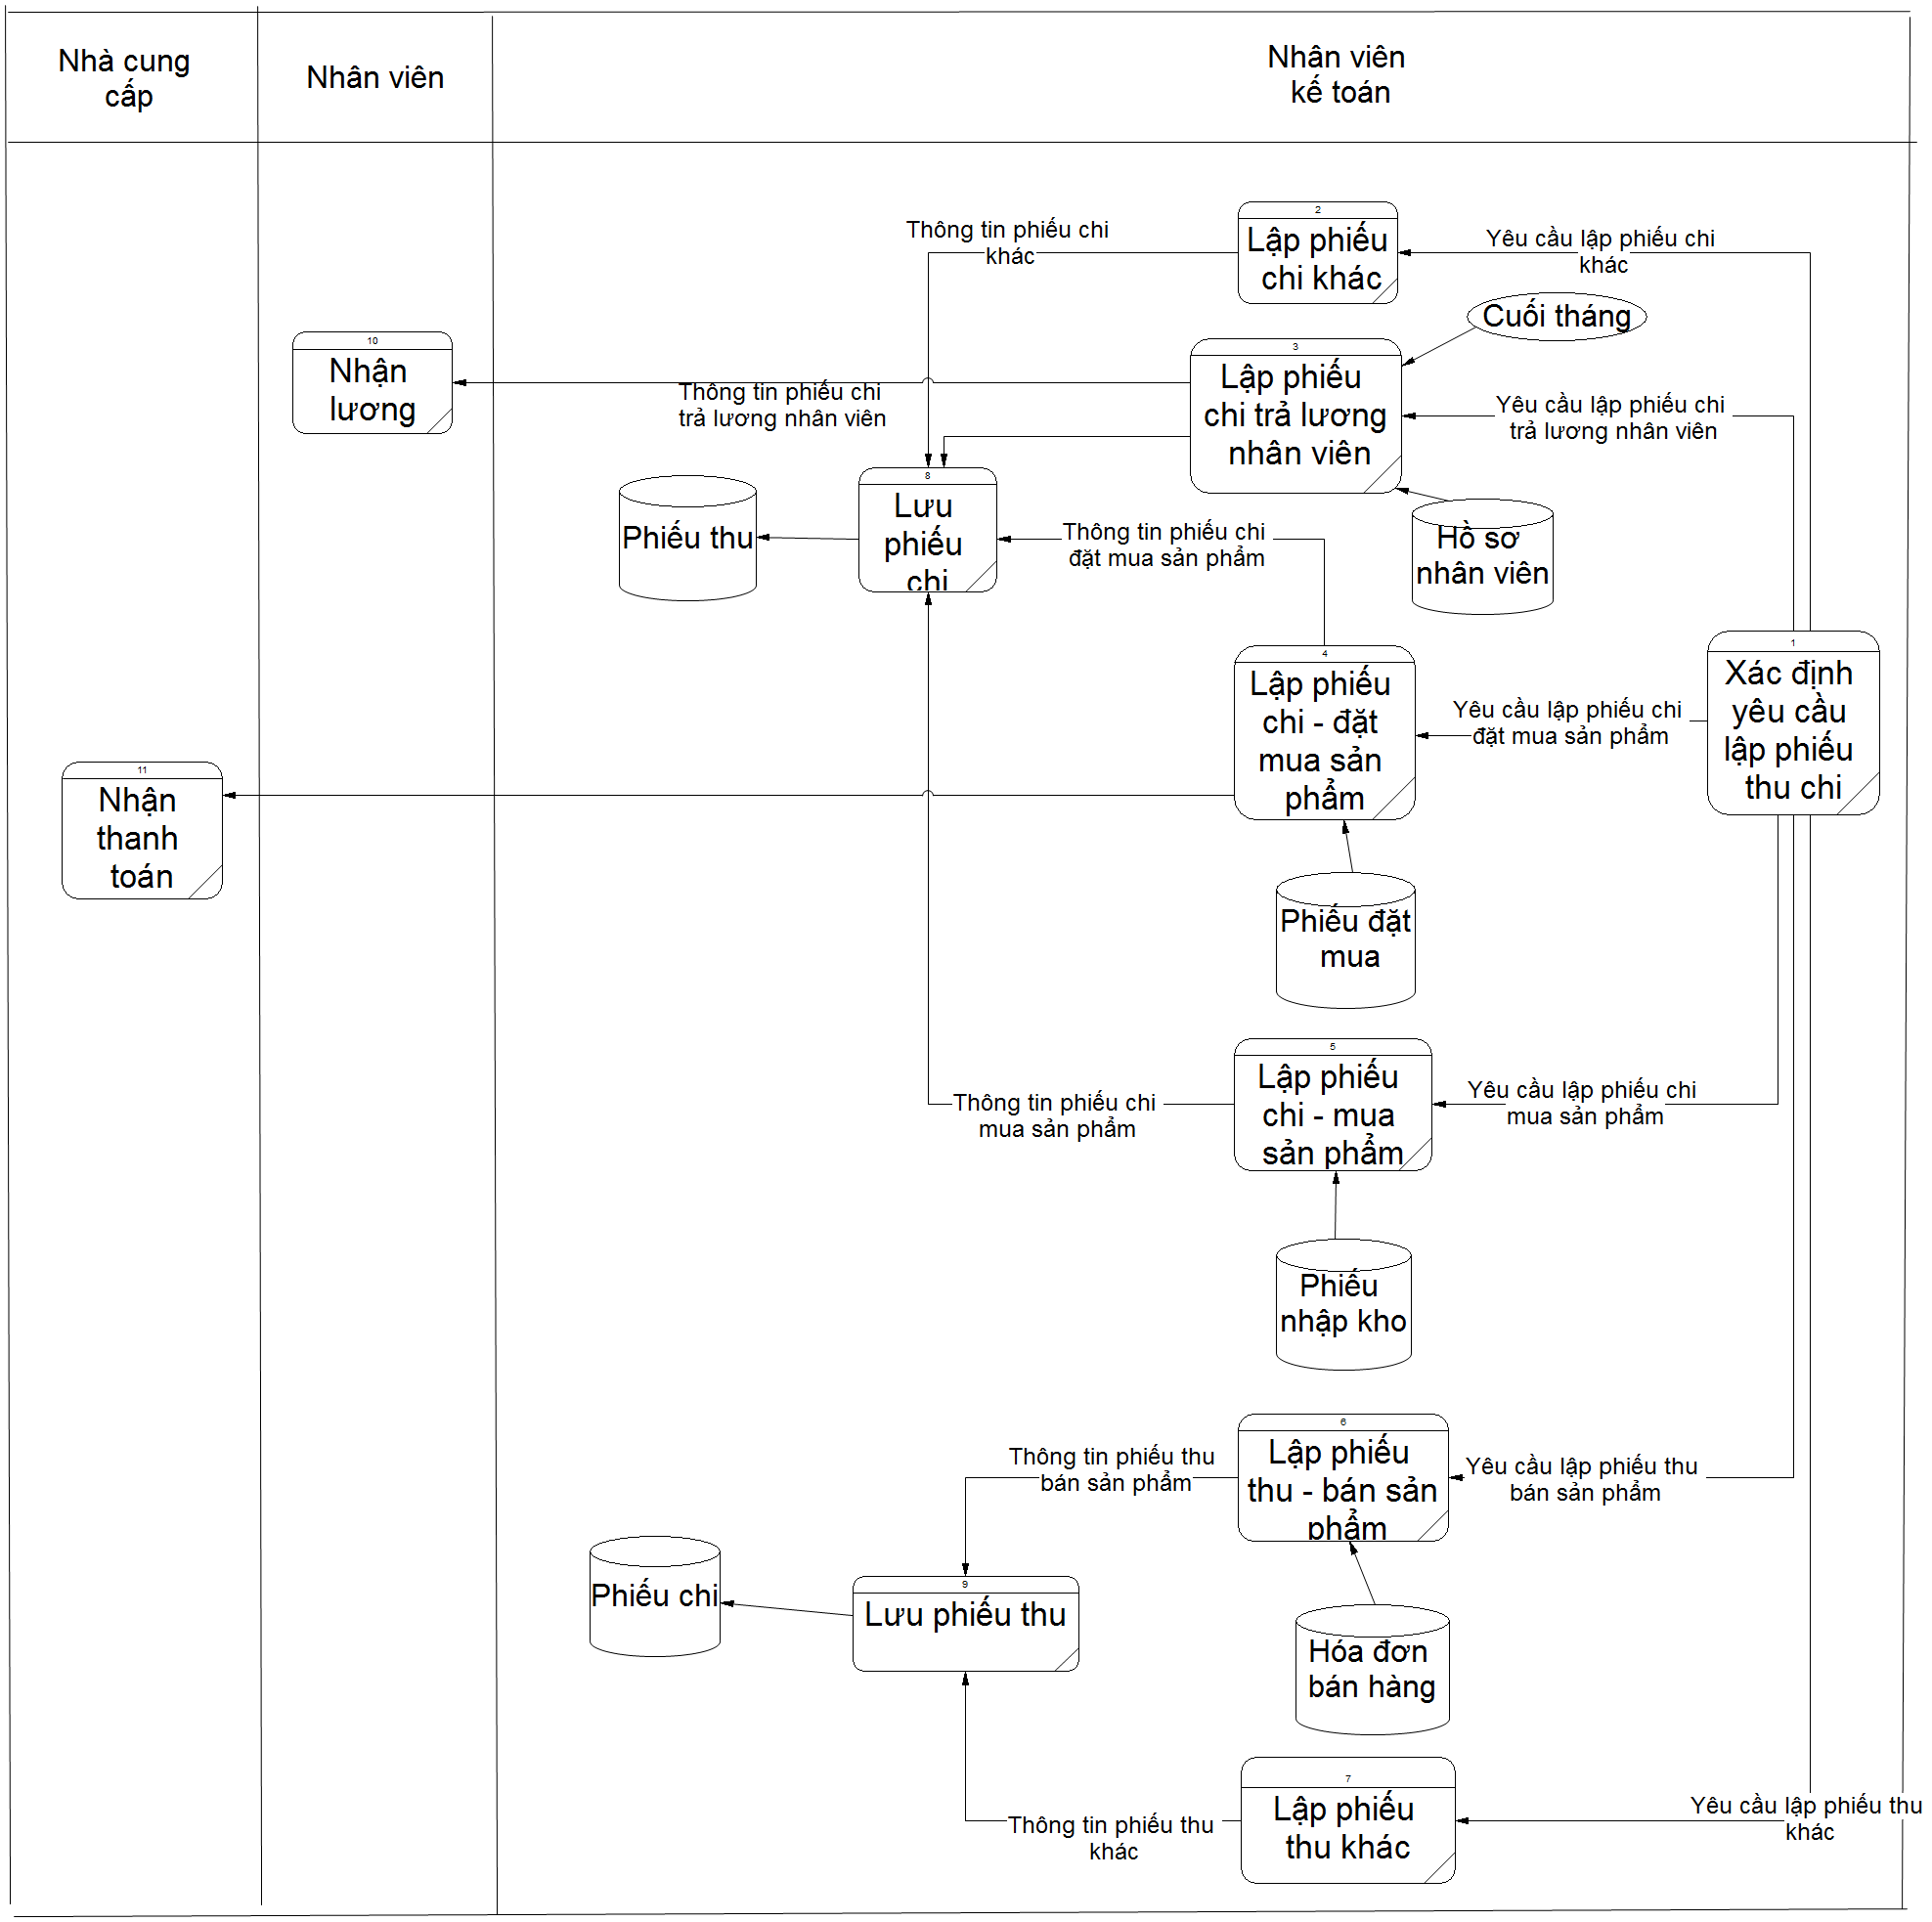 Nhà cung
cấp
Nhân viên
Nhân viên
kế toán
2
Lập phiếu
chi khác
Thông tin phiếu chi
khác
Yêu cầu lập phiếu chi
khác
Cuối tháng
10
Nhận
lương
3
Lập phiếu
chi trả lương
nhân viên
Thông tin phiếu chi
trả lương nhân viên
Yêu cầu lập phiếu chi
trả lương nhân viên
Phiếu thu
8
Lưu
phiếu
chi
Thông tin phiếu chi
đặt mua sản phẩm
Hồ sơ
nhân viên
4
Lập phiếu
chi - đặt
mua sản
phẩm
Yêu cầu lập phiếu chi
đặt mua sản phẩm
1
Xác định
yêu cầu
lập phiếu
thu chi
11
Nhận
thanh
toán
Phiếu đặt
mua
5
Lập phiếu
chi - mua
sản phẩm
Thông tin phiếu chi
mua sản phẩm
Yêu cầu lập phiếu chi
mua sản phẩm
Phiếu
nhập kho
6
Lập phiếu
thu - bán sản
phẩm
Thông tin phiếu thu
bán sản phẩm
Yêu cầu lập phiếu thu
bán sản phẩm
Phiếu chi
9
Lưu phiếu thu
Hóa đơn
bán hàng
7
Lập phiếu
thu khác
Thông tin phiếu thu
khác
Yêu cầu lập phiếu thu
khác